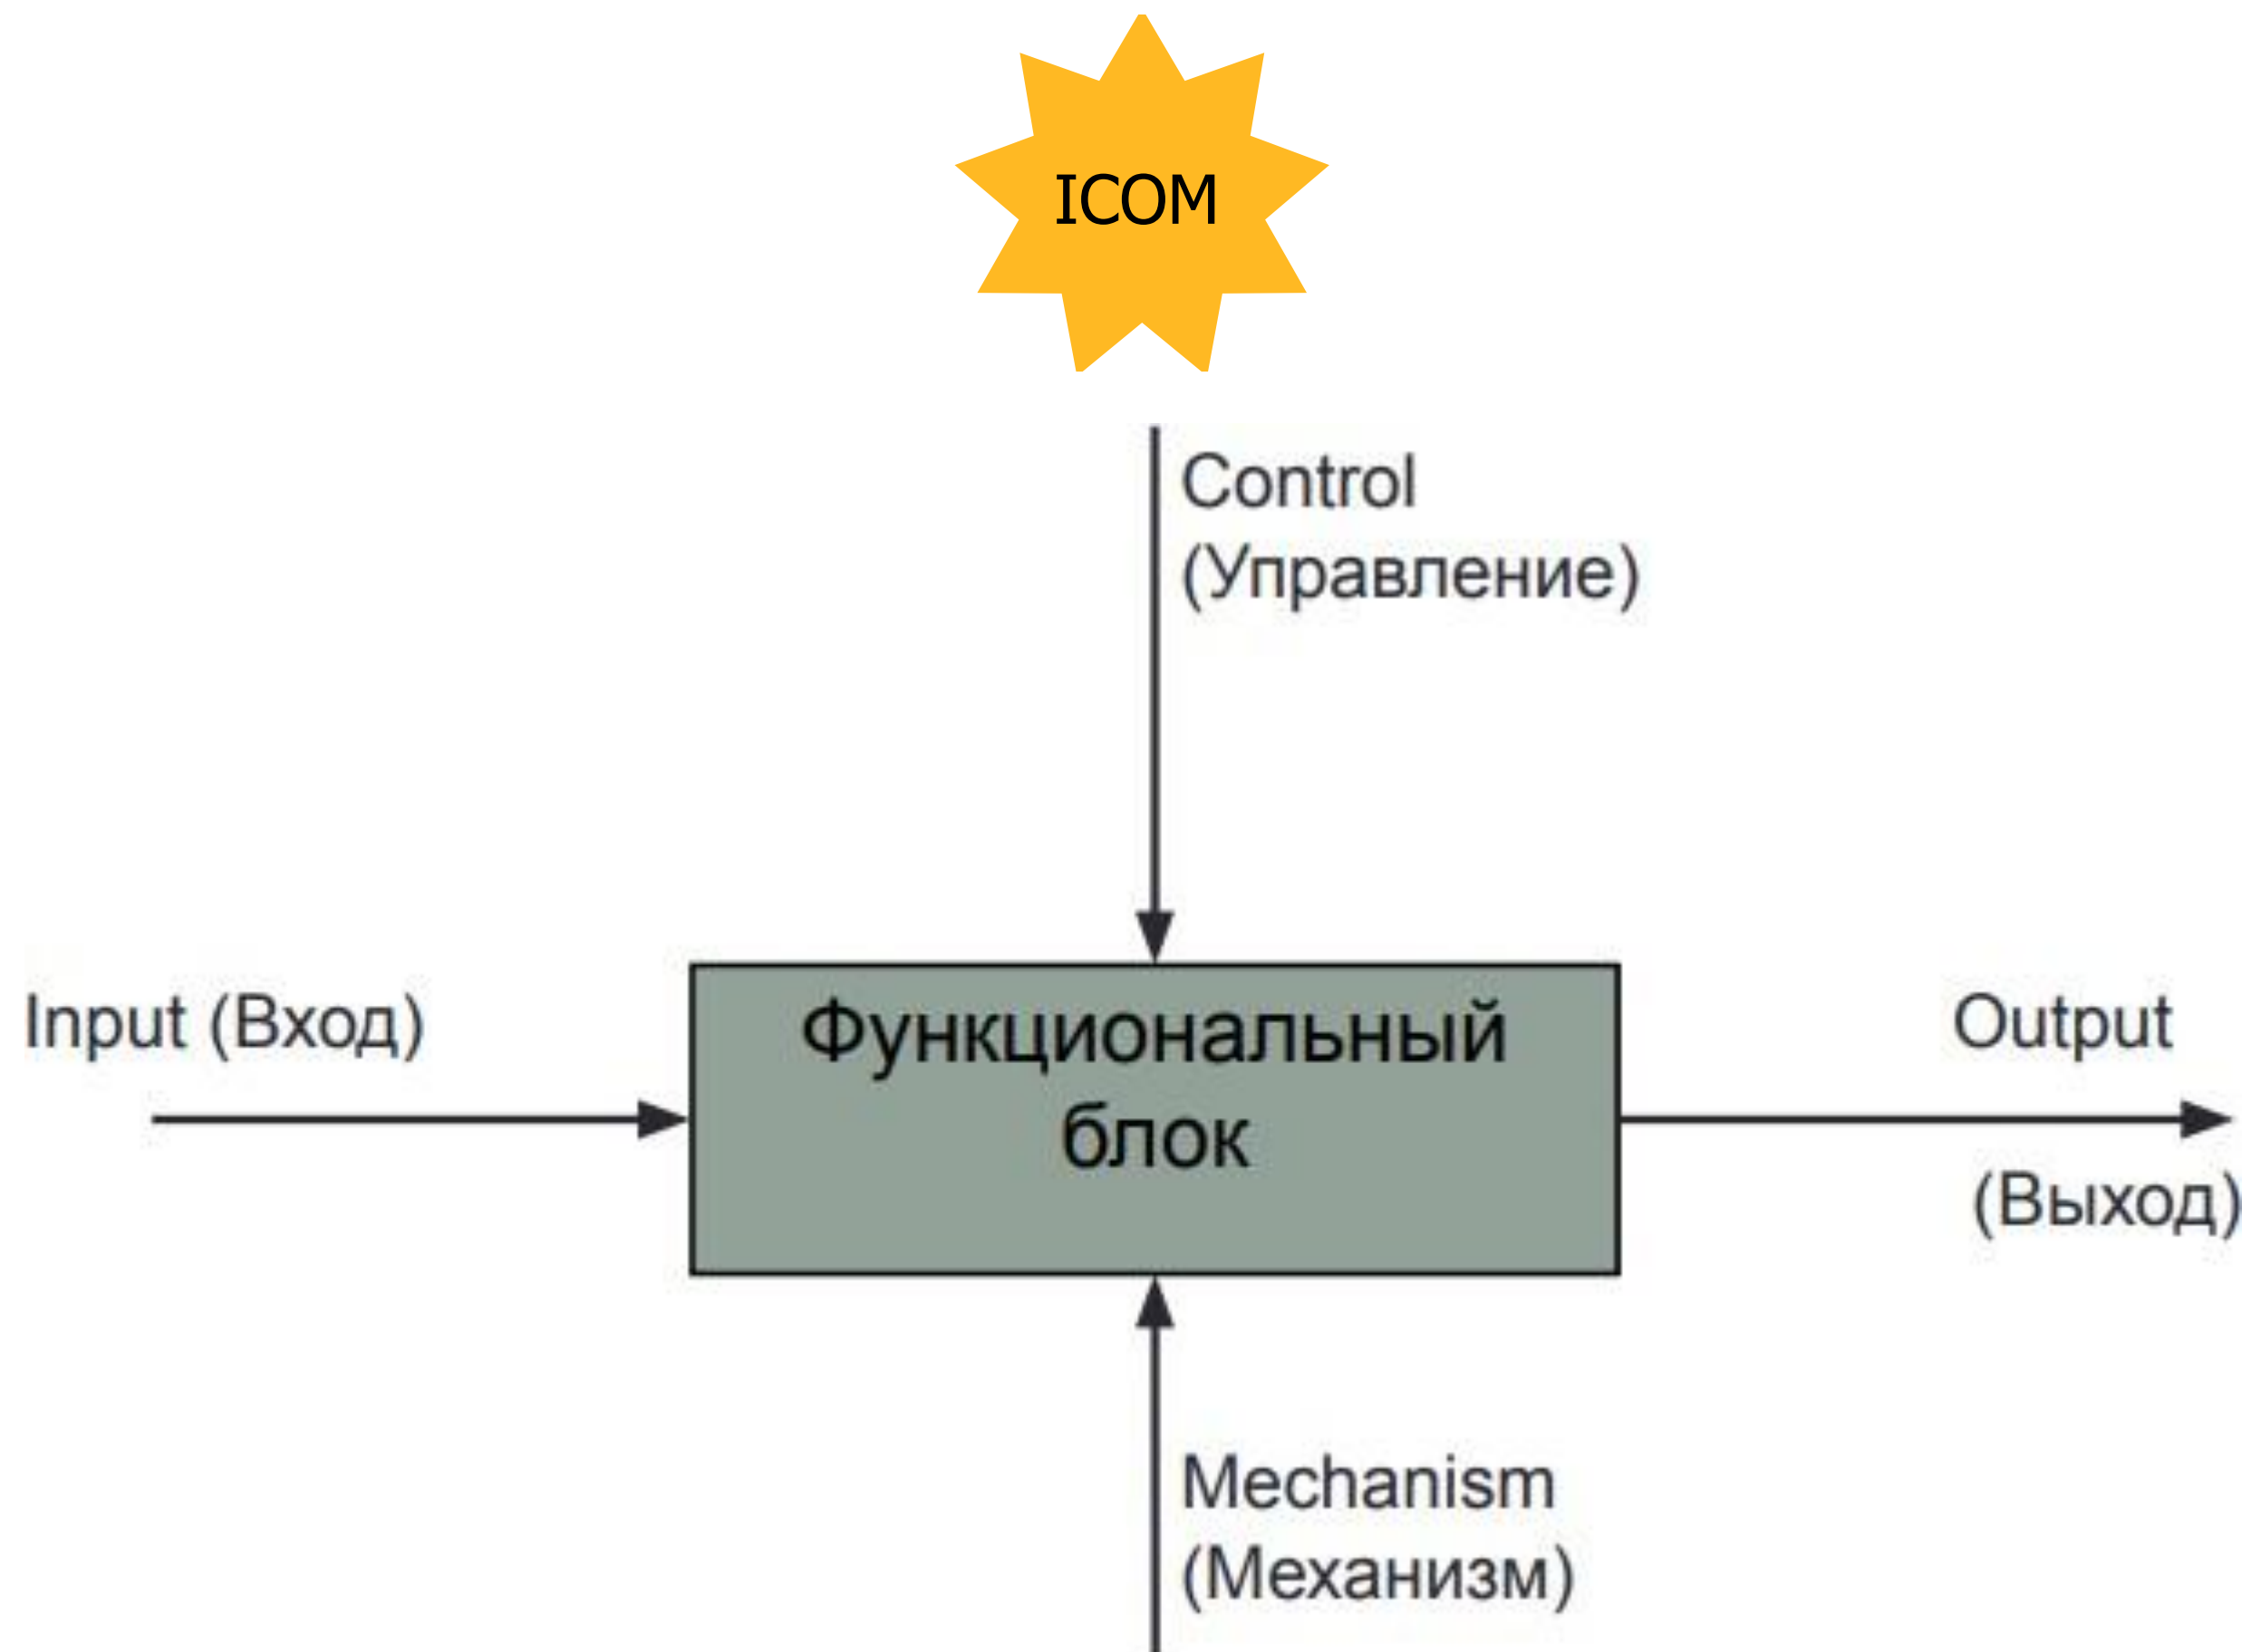 ICOM
Control
(Управление)
Input (Вход)
Функциональный
блок
Output
(Выход)
Mechanism
(Механизм)